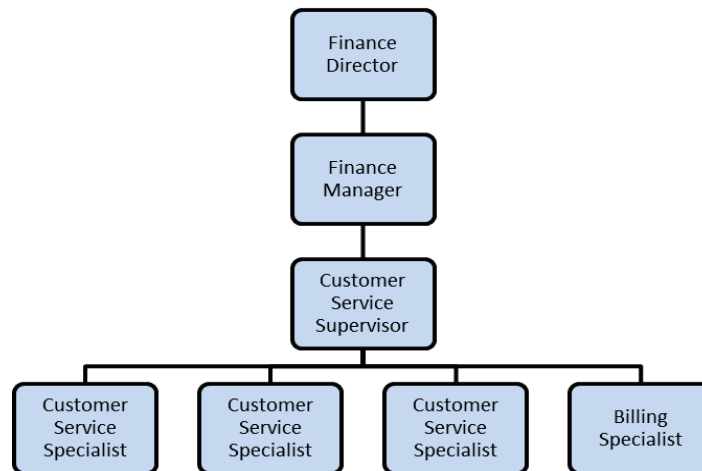 Finance
Director
Finance
Manager
Customer
Service
Supervisor
Customer
Service
Specialist
Customer
Service
Specialist
Customer
Service
Specialist
Billing
Specialist